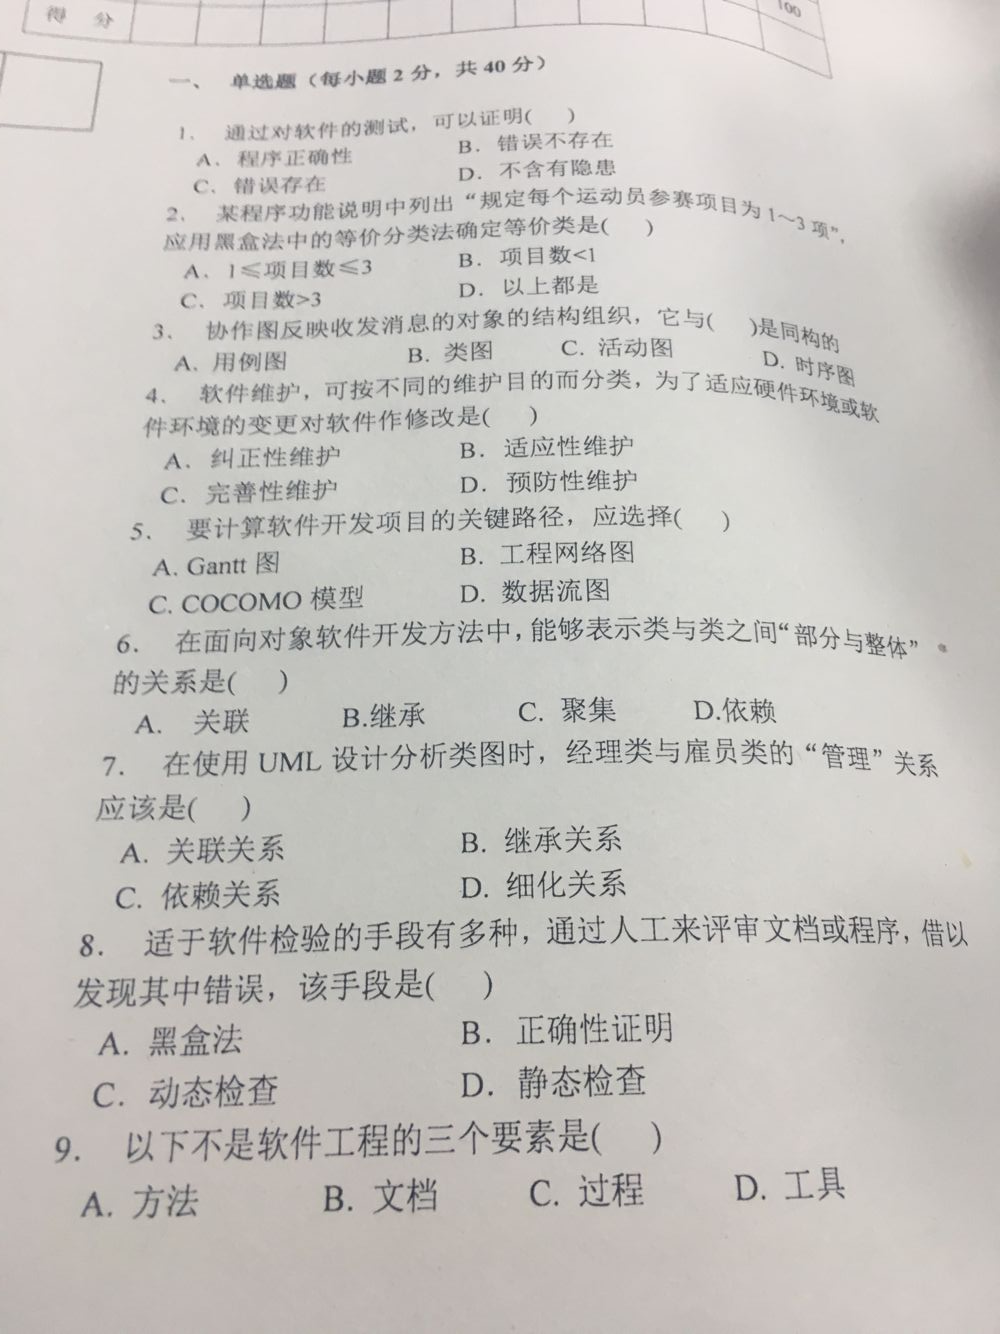 得 分
100
一、 单选题（每小题 2 分，共 40 分）
1. 通过对软件的测试，可以证明( )
A、程序正确性 B. 错误不存在
C、错误存在 D. 不含有隐患
2、 某程序功能说明中列出“规定每个运动员参赛项目为 1～3 项”，
应用黑盒法中的等价分类法确定等价类是( )
A、1≤项目数≤3 B. 项目数<1
C、项目数>3 D. 以上都是
3、 协作图反映收发消息的对象的结构组织，它与( )是同构的
A、用例图 B. 类图 C. 活动图 D. 时序图
4、 软件维护，可按不同的维护目的而分类，为了适应硬件环境或软
件环境的变更对软件作修改是( )
A、纠正性维护 B. 适应性维护
C. 完善性维护 D. 预防性维护
5. 要计算软件开发项目的关键路径，应选择( )
A. Gantt 图 B. 工程网络图
C. COCOMO 模型 D. 数据流图
6. 在面向对象软件开发方法中，能够表示类与类之间“部分与整体”
的关系是( )
A. 关联 B.继承 C. 聚集 D.依赖
7. 在使用 UML 设计分析类图时，经理类与雇员类的“管理”关系
应该是( )
A. 关联关系 B. 继承关系
C. 依赖关系 D. 细化关系
8. 适于软件检验的手段有多种，通过人工来评审文档或程序，借以
发现其中错误，该手段是( )
A. 黑盒法 B. 正确性证明
C. 动态检查 D. 静态检查
9. 以下不是软件工程的三个要素是( )
A. 方法 B. 文档 C. 过程 D. 工具